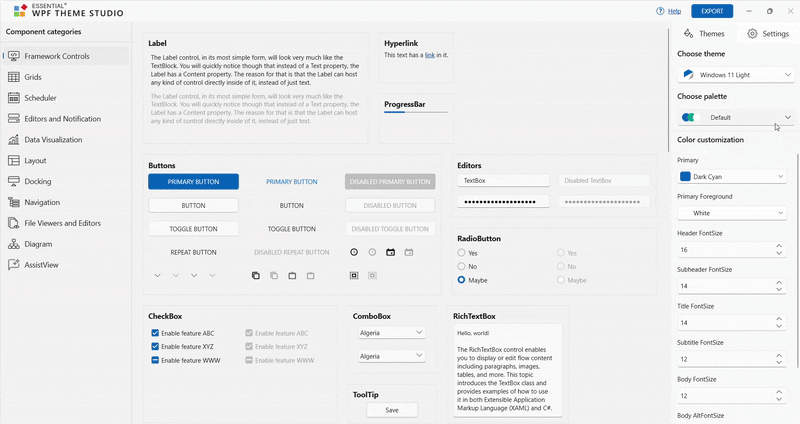 ESSENTIAL
WPF THEME STUDIO
Help
EXPORT
Component categories
Framework Controls
Grids
Scheduler
Editors and Notification
Data Visualization
Layout
Docking
Navigation
File Viewers and Editors
Diagram
AssistView
Label
The Label control, in its most simple form, will look very much like the
TextBlock. You will quickly notice though that instead of a Text property, the
Label has a Content property. The reason for that is that the Label can host
any kind of control directly inside of it, instead of just text.
The Label control, in its most simple form, will look very much like the
TextBlock. You will quickly notice though that instead of a Text property, the
Label has a Content property. The reason for that is that the Label can host
any kind of control directly inside of it, instead of just text.
Hyperlink
This text has a link in it.
ProgressBar
Buttons
PRIMARY BUTTON
PRIMARY BUTTON
DISABLED PRIMARY BUTTON
BUTTON
BUTTON
DISABLED BUTTON
TOGGLE BUTTON
TOGGLE BUTTON
DISABLED TOGGLE BUTTON
REPEAT BUTTON
DISABLED REPEAT BUTTON
Editors
TextBox
Disabled TextBox
RadioButton
Yes
Yes
No
No
Maybe
Maybe
CheckBox
Enable feature ABC
Enable feature ABC
Enable feature XYZ
Enable feature XYZ
Enable feature WWW
Enable feature WWW
ComboBox
Algeria
Algeria
ToolTip
Save
RichTextBox
Hello, world!
The RichTextBox control enables
you to display or edit flow content
including paragraphs, images,
tables, and more. This topic
introduces the TextBox class and
provides examples of how to use
it in both Extensible Application
Markup Language (XAML) and C#.
Themes
Settings
Choose theme
Windows 11 Light
Choose palette
Default
Color customization
Primary
Dark Cyan
Primary Foreground
White
Header FontSize
16
Subheader FontSize
14
Title FontSize
14
Subtitle FontSize
12
Body FontSize
12
Body AltFontSize